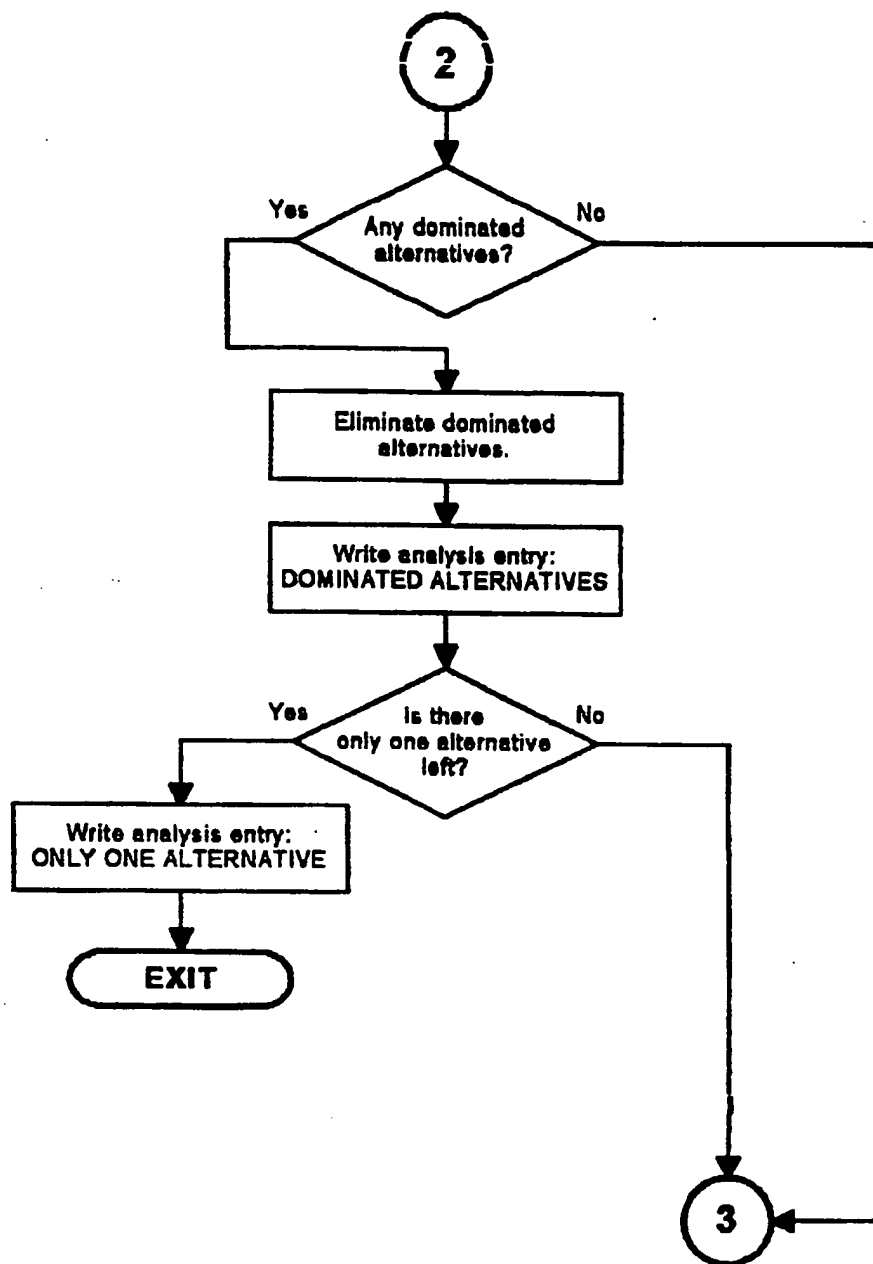 2
Yes
Any dominated
alternatives?
No
Eliminate dominated
alternatives.
Write analysis entry:
DOMINATED ALTERNATIVES
Yes
Is there
only one alternative
left?
No
Write analysis entry:
ONLY ONE ALTERNATIVE
EXIT
3